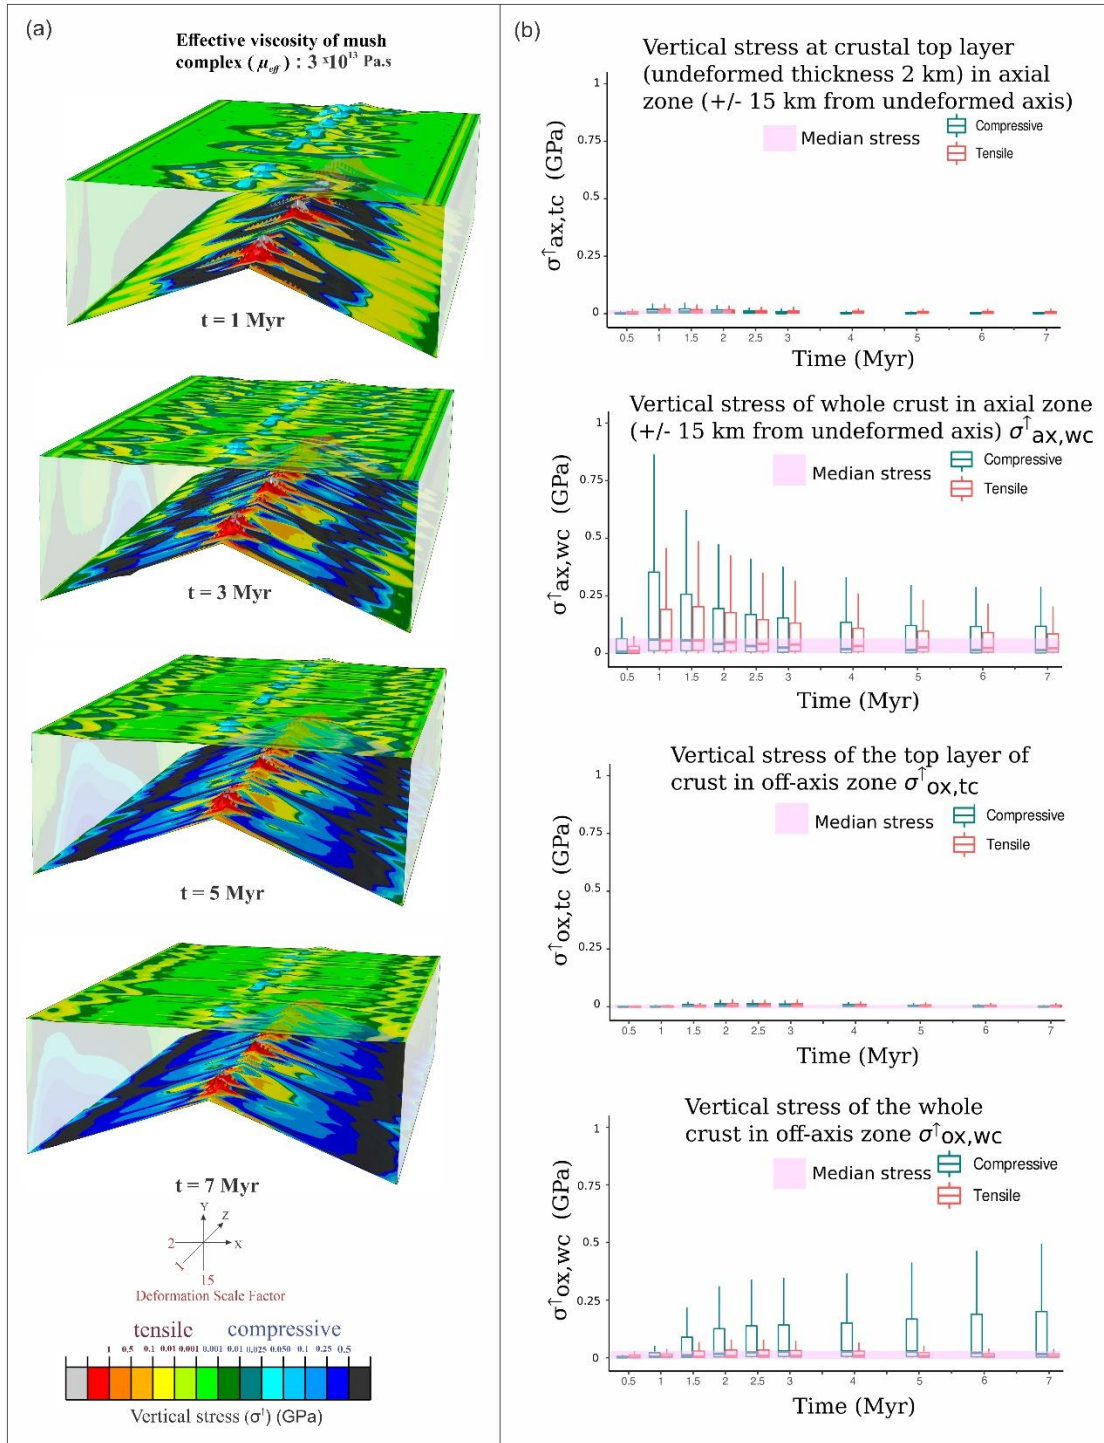 (a)
Effective viscosity of mush
complex (μeff) : 3 x10^13 Pa.s
t = 1 Myr
t = 3 Myr
t = 5 Myr
t = 7 Myr
Y
Z
X
2
1
15
Deformation Scale Factor
tensile compressive
1 0.5 0.1 0.01 0.001 0.001 0.01 0.025 0.050 0.1 0.25 0.5
Vertical stress (σ↑) (GPa)
(b)
Vertical stress at crustal top layer
(undeformed thickness 2 km) in axial
zone (+/- 15 km from undeformed axis)
Median stress
Compressive
Tensile
σ↑ax,tc (GPa)
1
0.75
0.5
0.25
0
0.5 1 1.5 2 2.5 3 4 5 6 7
Time (Myr)
Vertical stress of whole crust in axial zone
(+/- 15 km from undeformed axis) σ↑ax,wc
Median stress
Compressive
Tensile
σ↑ax,wc (GPa)
1
0.75
0.5
0.25
0
0.5 1 1.5 2 2.5 3 4 5 6 7
Time (Myr)
Vertical stress of the top layer of
crust in off-axis zone σ↑ox,tc
Median stress
Compressive
Tensile
σ↑ox,tc (GPa)
1
0.75
0.5
0.25
0
0.5 1 1.5 2 2.5 3 4 5 6 7
Time (Myr)
Vertical stress of the whole
crust in off-axis zone σ↑ox,wc
Median stress
Compressive
Tensile
σ↑ox,wc (GPa)
1
0.75
0.5
0.25
0
0.5 1 1.5 2 2.5 3 4 5 6 7
Time (Myr)